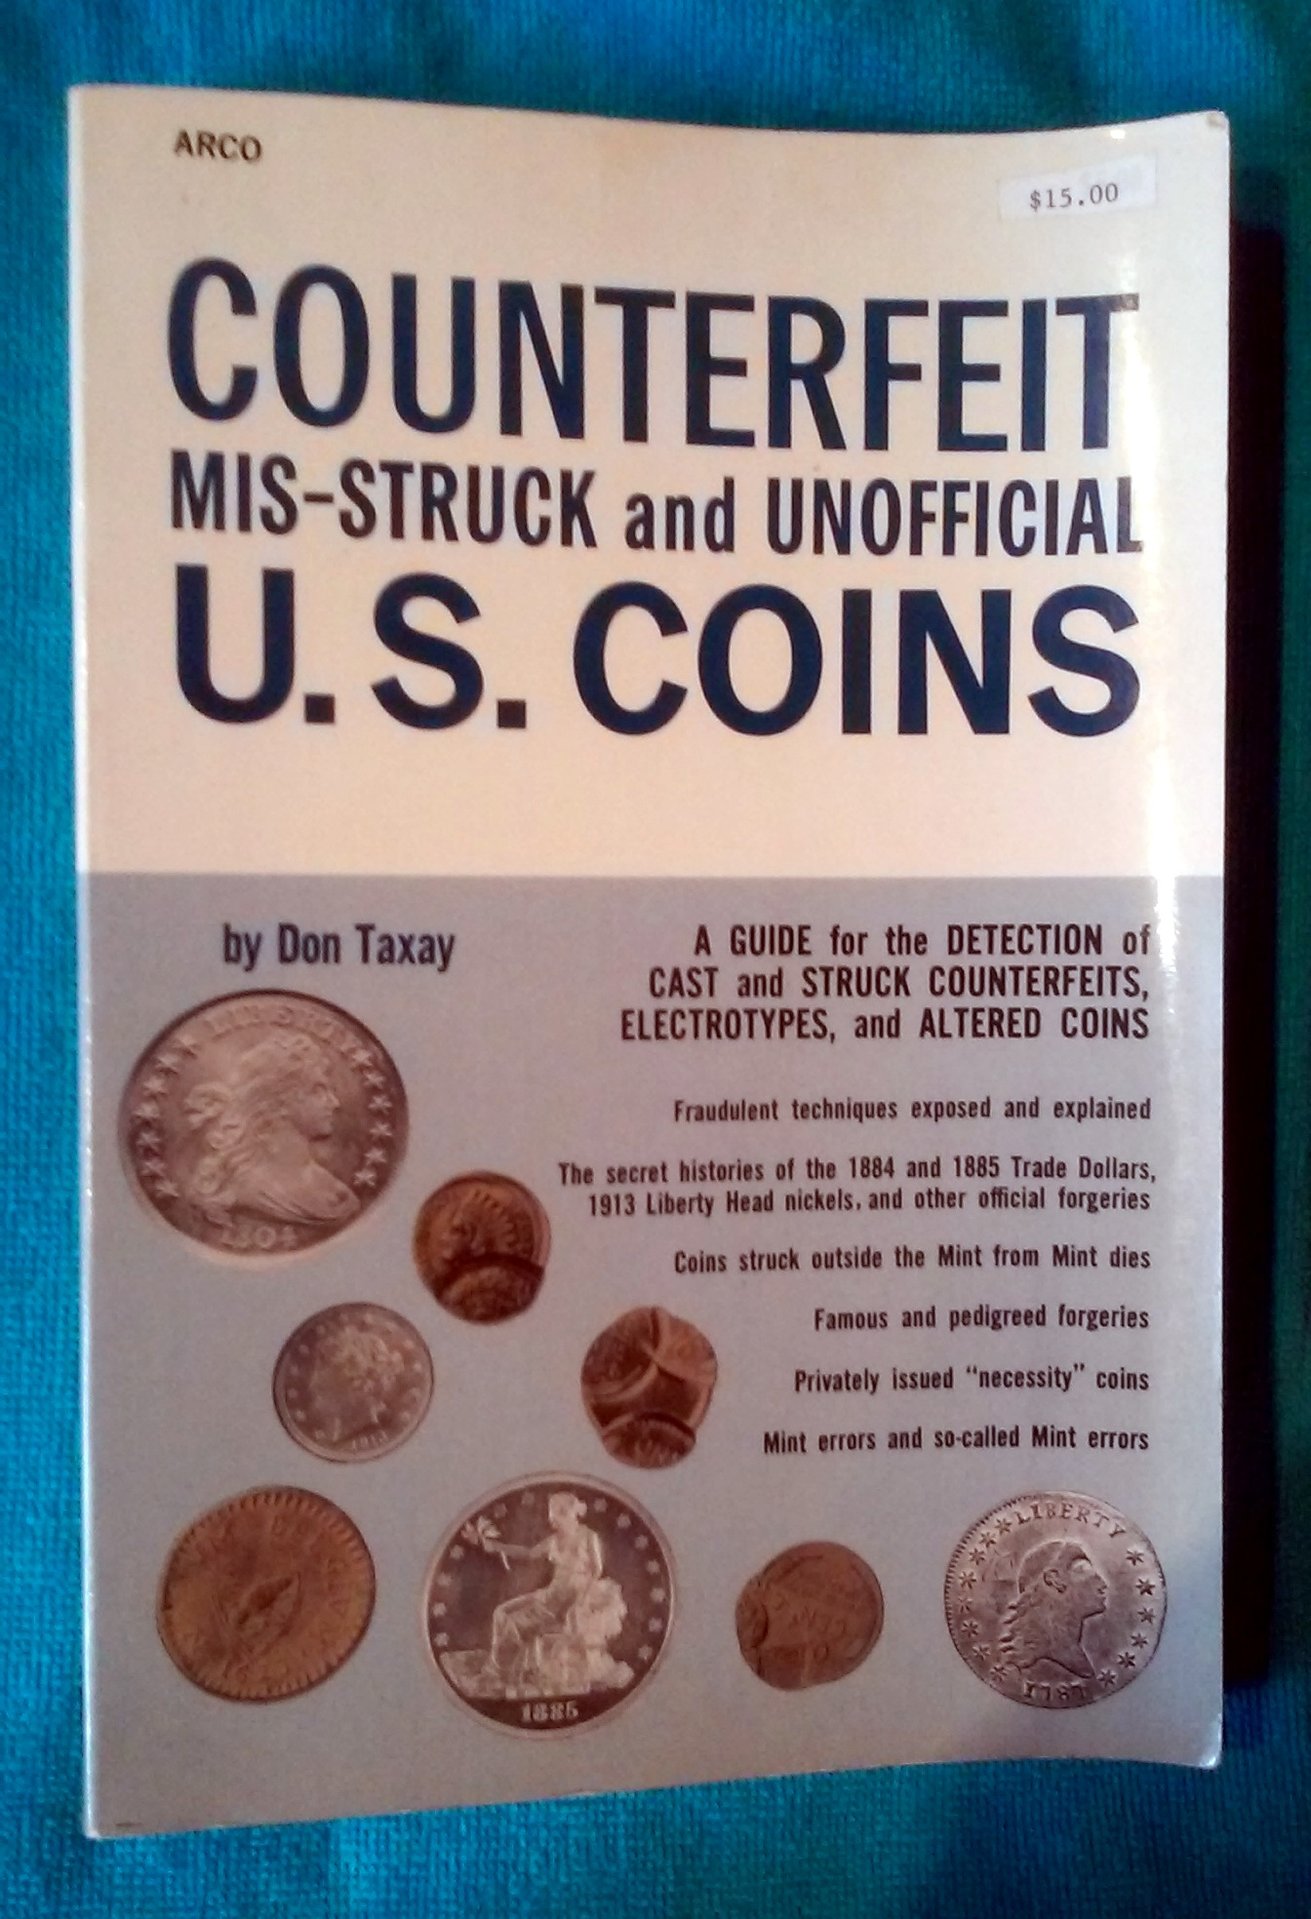 ARCO
$15.00
COUNTERFEIT
MIS-STRUCK and UNOFFICIAL
U. S. COINS
by Don Taxay
A GUIDE for the DETECTION of
CAST and STRUCK COUNTERFEITS,
ELECTROTYPES, and ALTERED COINS
Fraudulent techniques exposed and explained
The secret histories of the 1884 and 1885 Trade Dollars,
1913 Liberty Head nickels, and other official forgeries
Coins struck outside the Mint from Mint dies
Famous and pedigreed forgeries
Privately issued “necessity” coins
Mint errors and so-called Mint errors
LIBERTY
1804
1913
1885
LIBERTY
1787